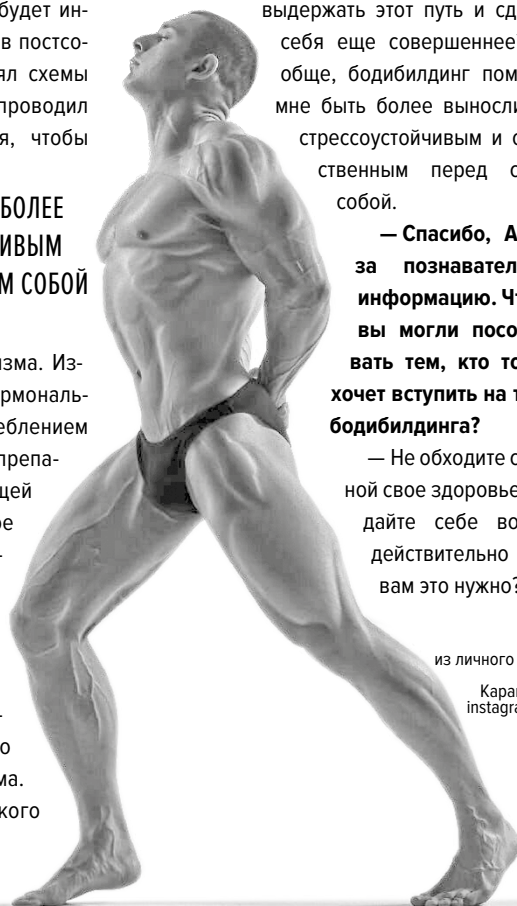 будет ин-
в постсо-
ял схемы
проводил
я, чтобы
БОЛЕЕ
ИВЫМ
М СОБОЙ
изма. Из-
рмональ-
еблением
препа-
щей
ое
-
-
о
ма.
кого
выдержать этот путь и сд
себя еще совершеннее
обще, бодибилдинг пом
мне быть более выносли
стрессоустойчивым и о
ственным перед с
собой.
— Спасибо, А
за познавател
информацию. Чт
вы могли посо
вать тем, кто то
хочет вступить на т
бодибилдинга?
— Не обходите с
ной свое здоровье
дайте себе во
действительно
вам это нужно?
из личного
Кара
instagra